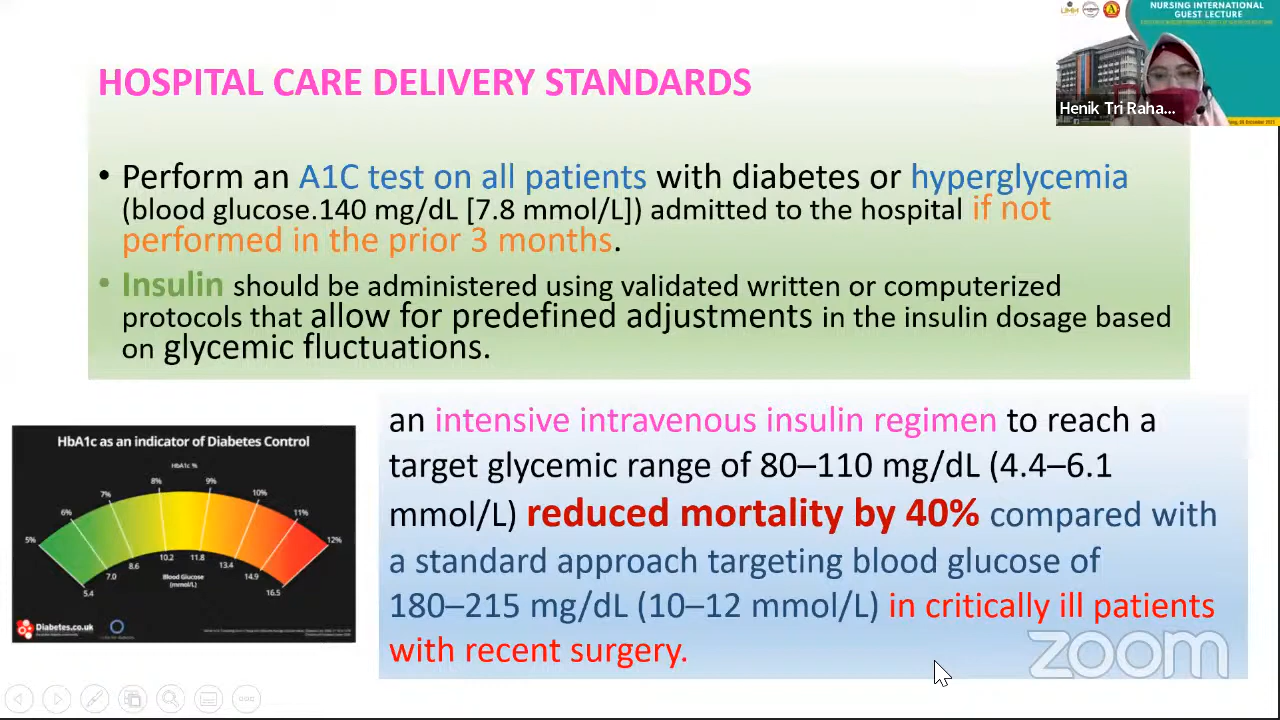 NURSING INTERNATIONAL
GUEST LECTURE
Henik Tri Raha...
HOSPITAL CARE DELIVERY STANDARDS
• Perform an A1C test on all patients with diabetes or hyperglycemia
(blood glucose.140 mg/dL [7.8 mmol/L]) admitted to the hospital if not
performed in the prior 3 months.
• Insulin should be administered using validated written or computerized
protocols that allow for predefined adjustments in the insulin dosage based
on glycemic fluctuations.
an intensive intravenous insulin regimen to reach a
target glycemic range of 80–110 mg/dL (4.4–6.1
mmol/L) reduced mortality by 40% compared with
a standard approach targeting blood glucose of
180–215 mg/dL (10–12 mmol/L) in critically ill patients
with recent surgery.
HbA1c as an indicator of Diabetes Control
HbA1c %
5% 6% 7% 8% 9% 10% 11% 12%
5.4 7.0 8.6 10.2 11.8 13.4 14.9 16.5
Blood Glucose
(mmol/L)
Diabetes.co.uk
zoom